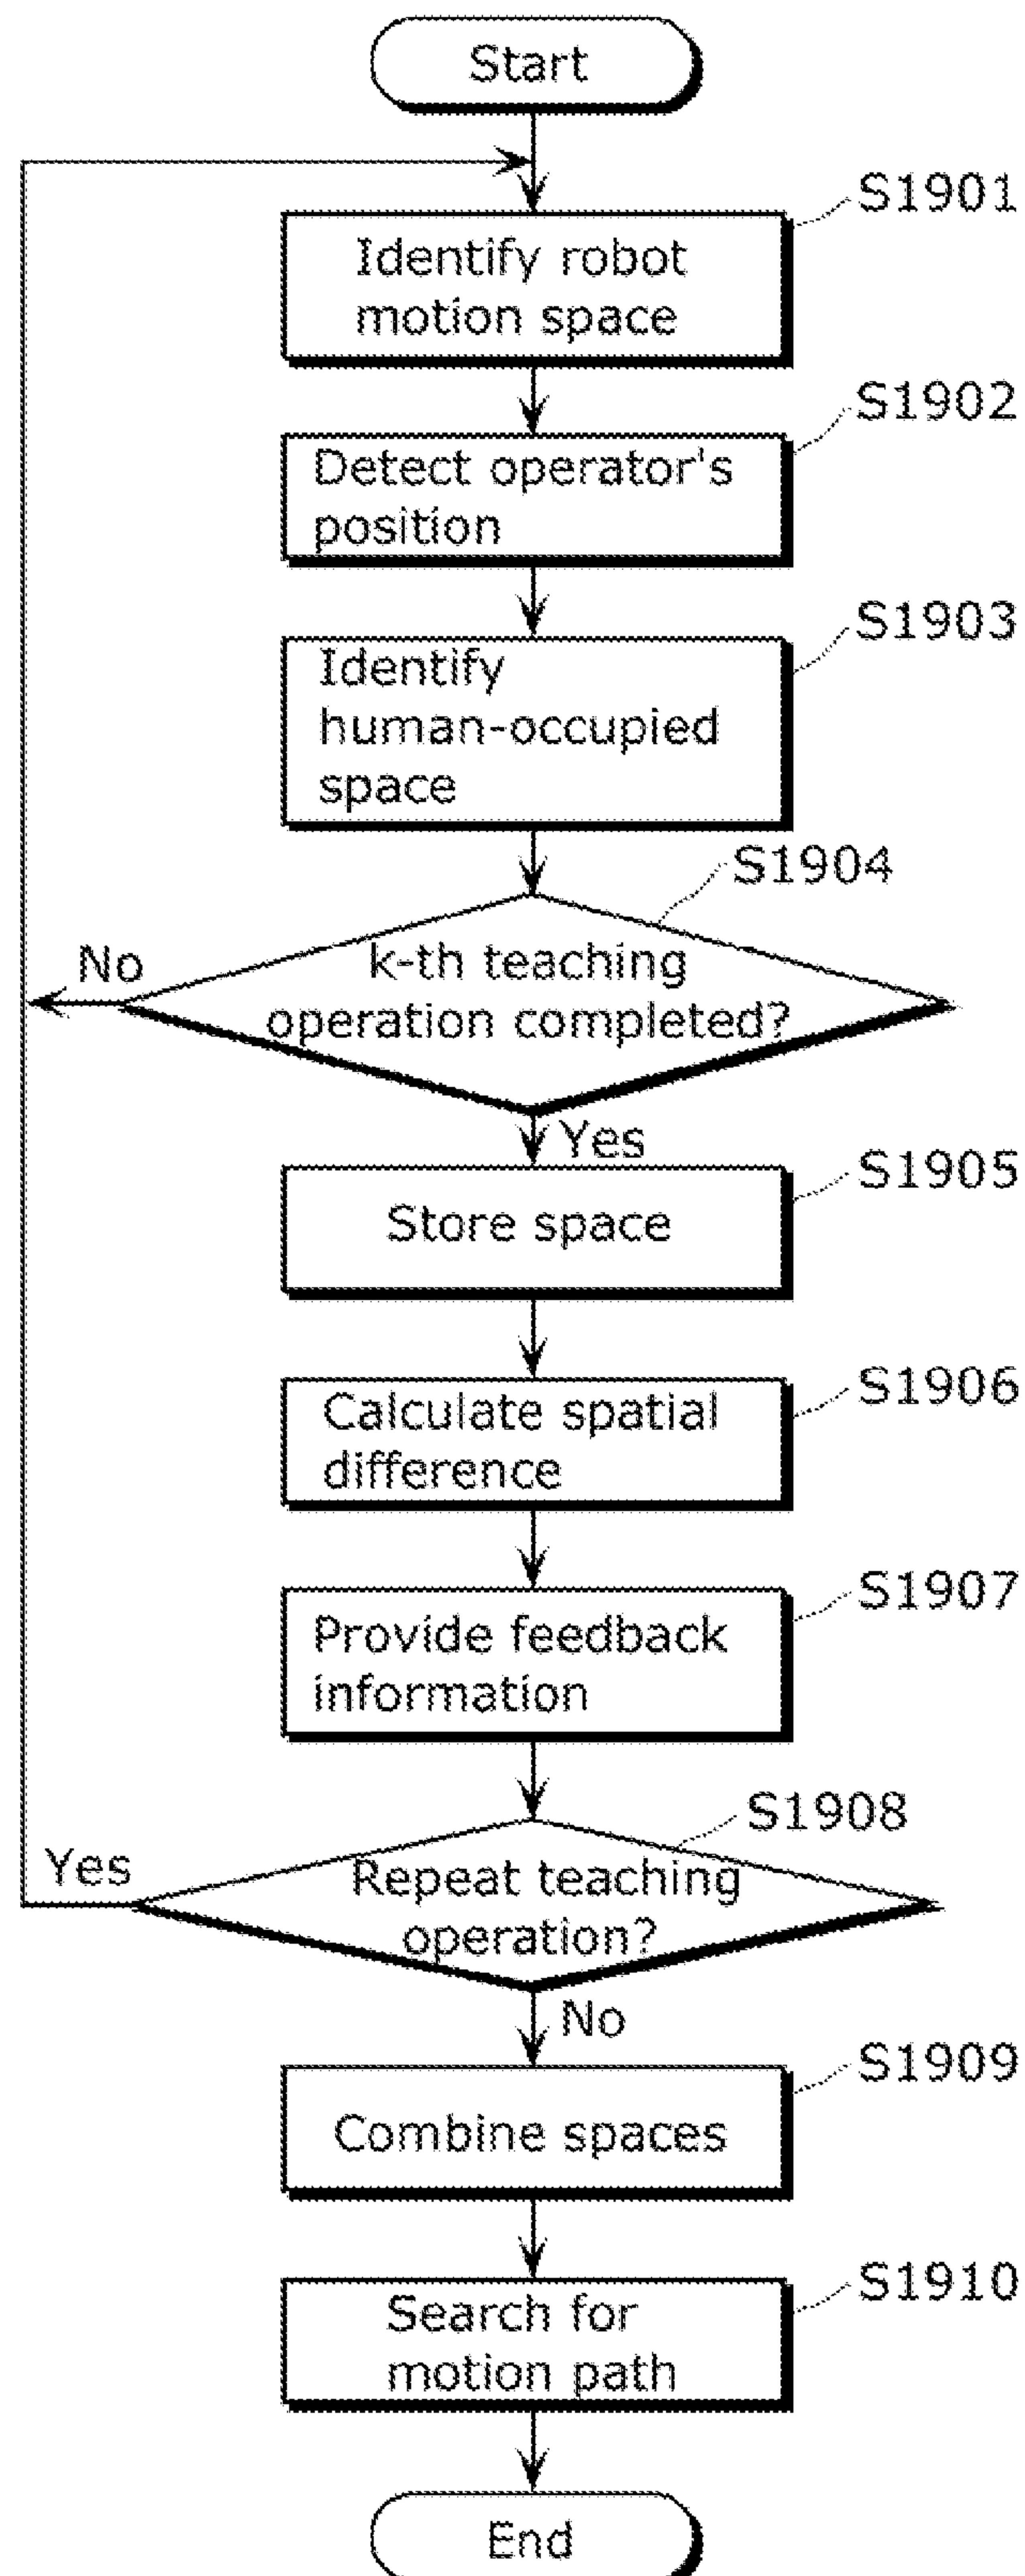 Start
S1901
Identify robot
motion space
S1902
Detect operator's
position
S1903
Identify
human-occupied
space
S1904
No
k-th teaching
operation completed?
Yes
S1905
Store space
S1906
Calculate spatial
difference
S1907
Provide feedback
information
S1908
Yes
Repeat teaching
operation?
No
S1909
Combine spaces
S1910
Search for
motion path
End